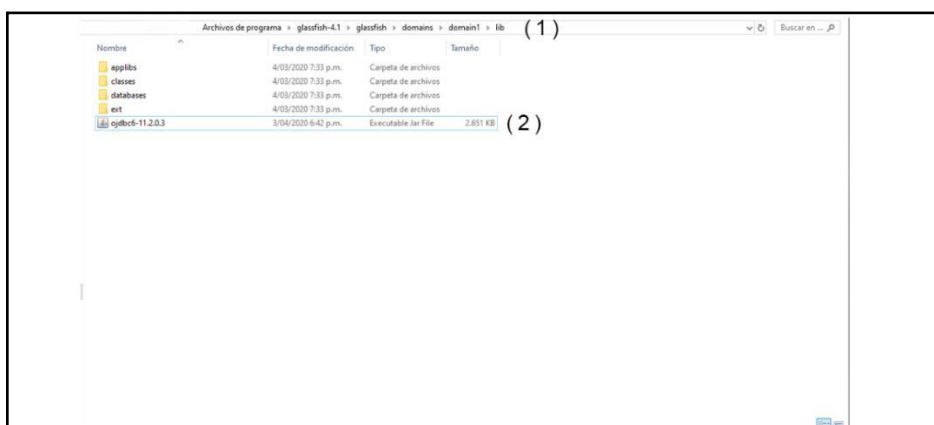 Archivos de programa > glassfish-4.1 > glassfish > domains > domain1 > lib (1) Buscar en ...
Nombre Fecha de modificación Tipo Tamaño
applibs 4/03/2020 7:33 p.m. Carpeta de archivos
classes 4/03/2020 7:33 p.m. Carpeta de archivos
databases 4/03/2020 7:33 p.m. Carpeta de archivos
ext 4/03/2020 7:33 p.m. Carpeta de archivos
ojdbc6-11.2.0.3 3/04/2020 6:42 p.m. Executable Jar File 2.651 KB (2)